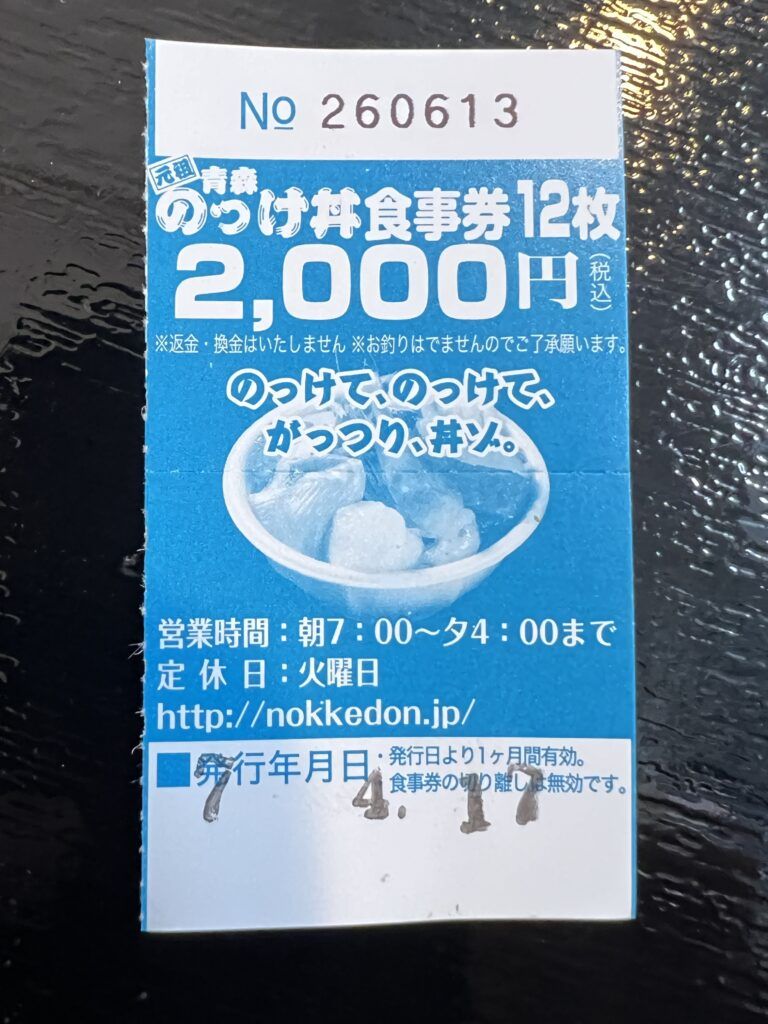 No 260613
元祖 青森
のっけ丼食事券12枚
2,000円(税込)
※返金・換金はいたしません ※お釣りはでませんのでご了承願います。
のっけて、のっけて、
がっつり、丼ゾ。
営業時間：朝7：00〜夕4：00まで
定休日：火曜日
http://nokkedon.jp/
■発行年月日：発行日より1ヶ月間有効。
食事券の切り離しは無効です。
7 4. 17